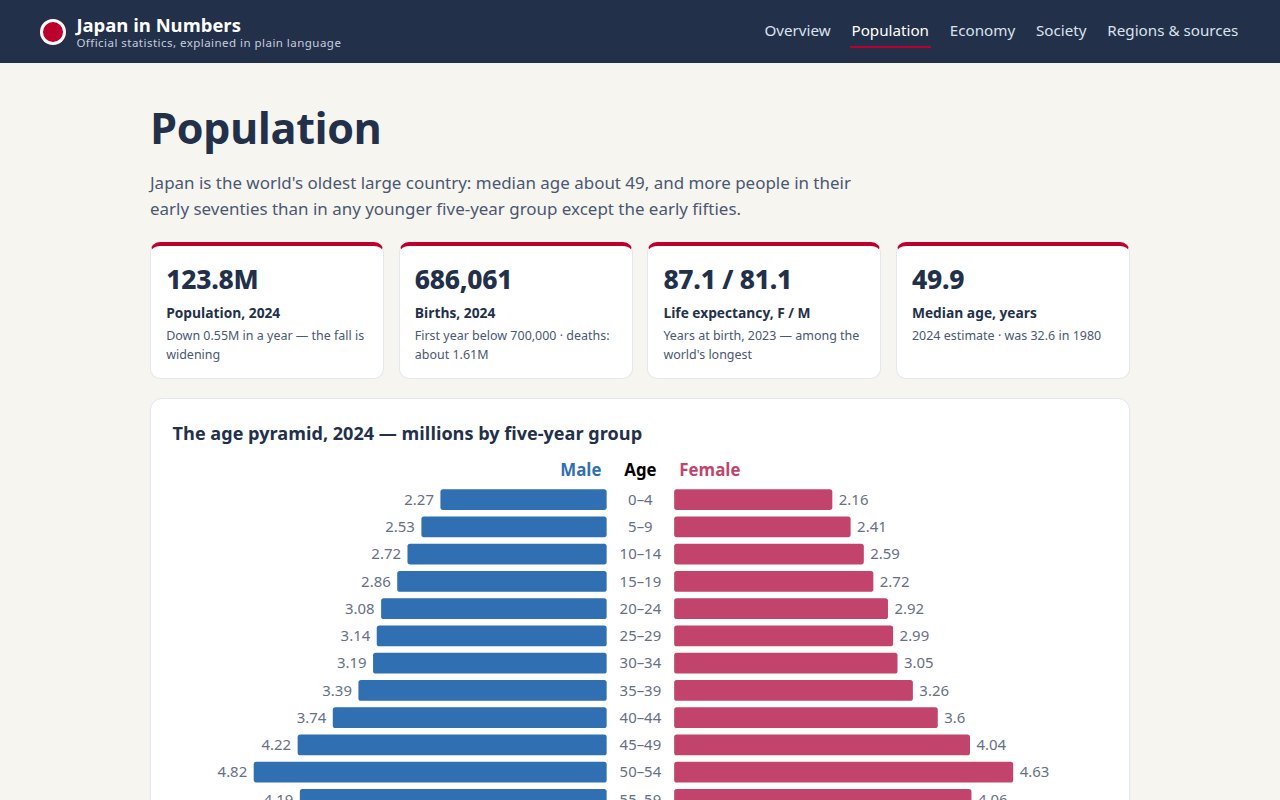 Japan in Numbers
Official statistics, explained in plain language
Overview Population Economy Society Regions & sources
Population
Japan is the world's oldest large country: median age about 49, and more people in their
early seventies than in any younger five-year group except the early fifties.
123.8M
Population, 2024
Down 0.55M in a year — the fall is
widening
686,061
Births, 2024
First year below 700,000 · deaths:
about 1.61M
87.1 / 81.1
Life expectancy, F / M
Years at birth, 2023 — among the
world's longest
49.9
Median age, years
2024 estimate · was 32.6 in 1980
The age pyramid, 2024 — millions by five-year group
Male Age Female
2.27 0–4 2.16
2.53 5–9 2.41
2.72 10–14 2.59
2.86 15–19 2.72
3.08 20–24 2.92
3.14 25–29 2.99
3.19 30–34 3.05
3.39 35–39 3.26
3.74 40–44 3.6
4.22 45–49 4.04
4.82 50–54 4.63
4.19 55–59 4.06